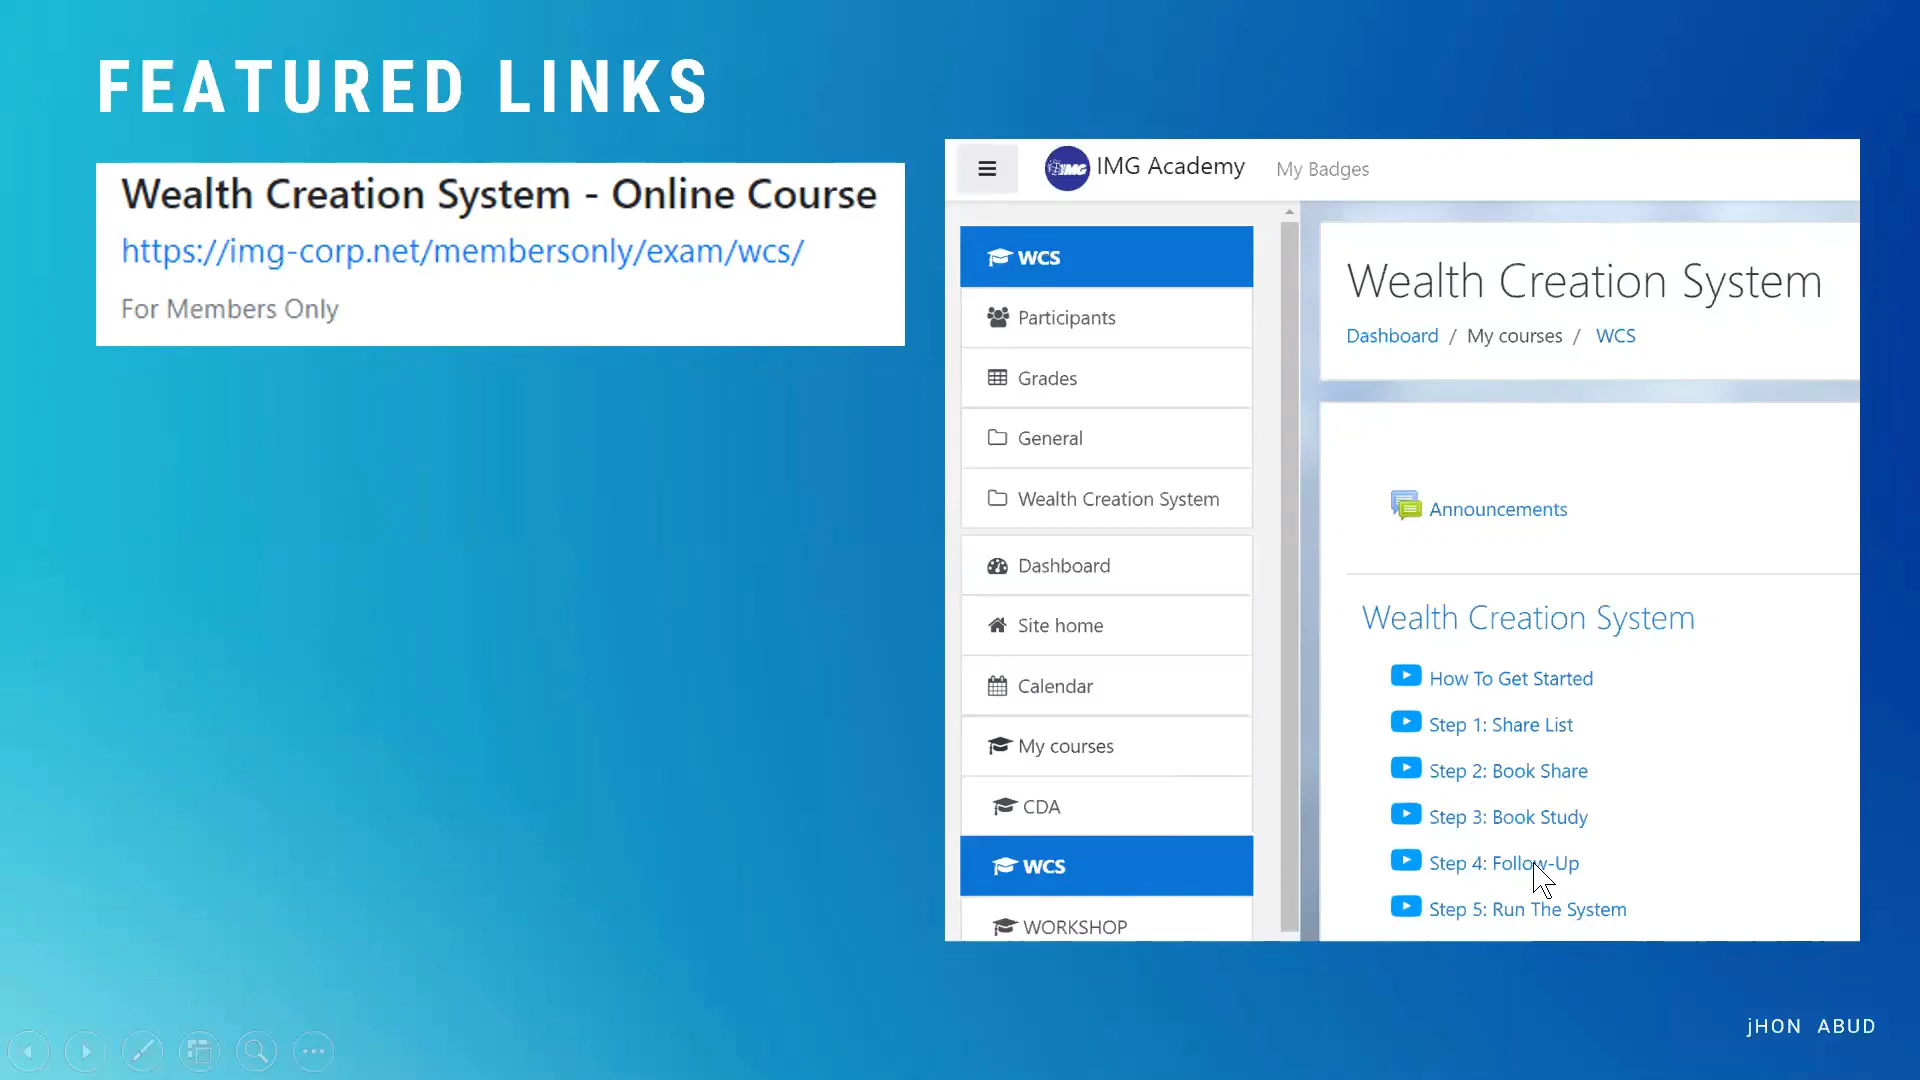 FEATURED LINKS
Wealth Creation System - Online Course
https://img-corp.net/membersonly/exam/wcs/
For Members Only
IMG
IMG Academy
My Badges
WCS
Participants
Grades
General
Wealth Creation System
Dashboard
Site home
Calendar
My courses
CDA
WCS
WORKSHOP
Wealth Creation System
Dashboard / My courses / WCS
Announcements
Wealth Creation System
How To Get Started
Step 1: Share List
Step 2: Book Share
Step 3: Book Study
Step 4: Follow-Up
Step 5: Run The System
jHON ABUD